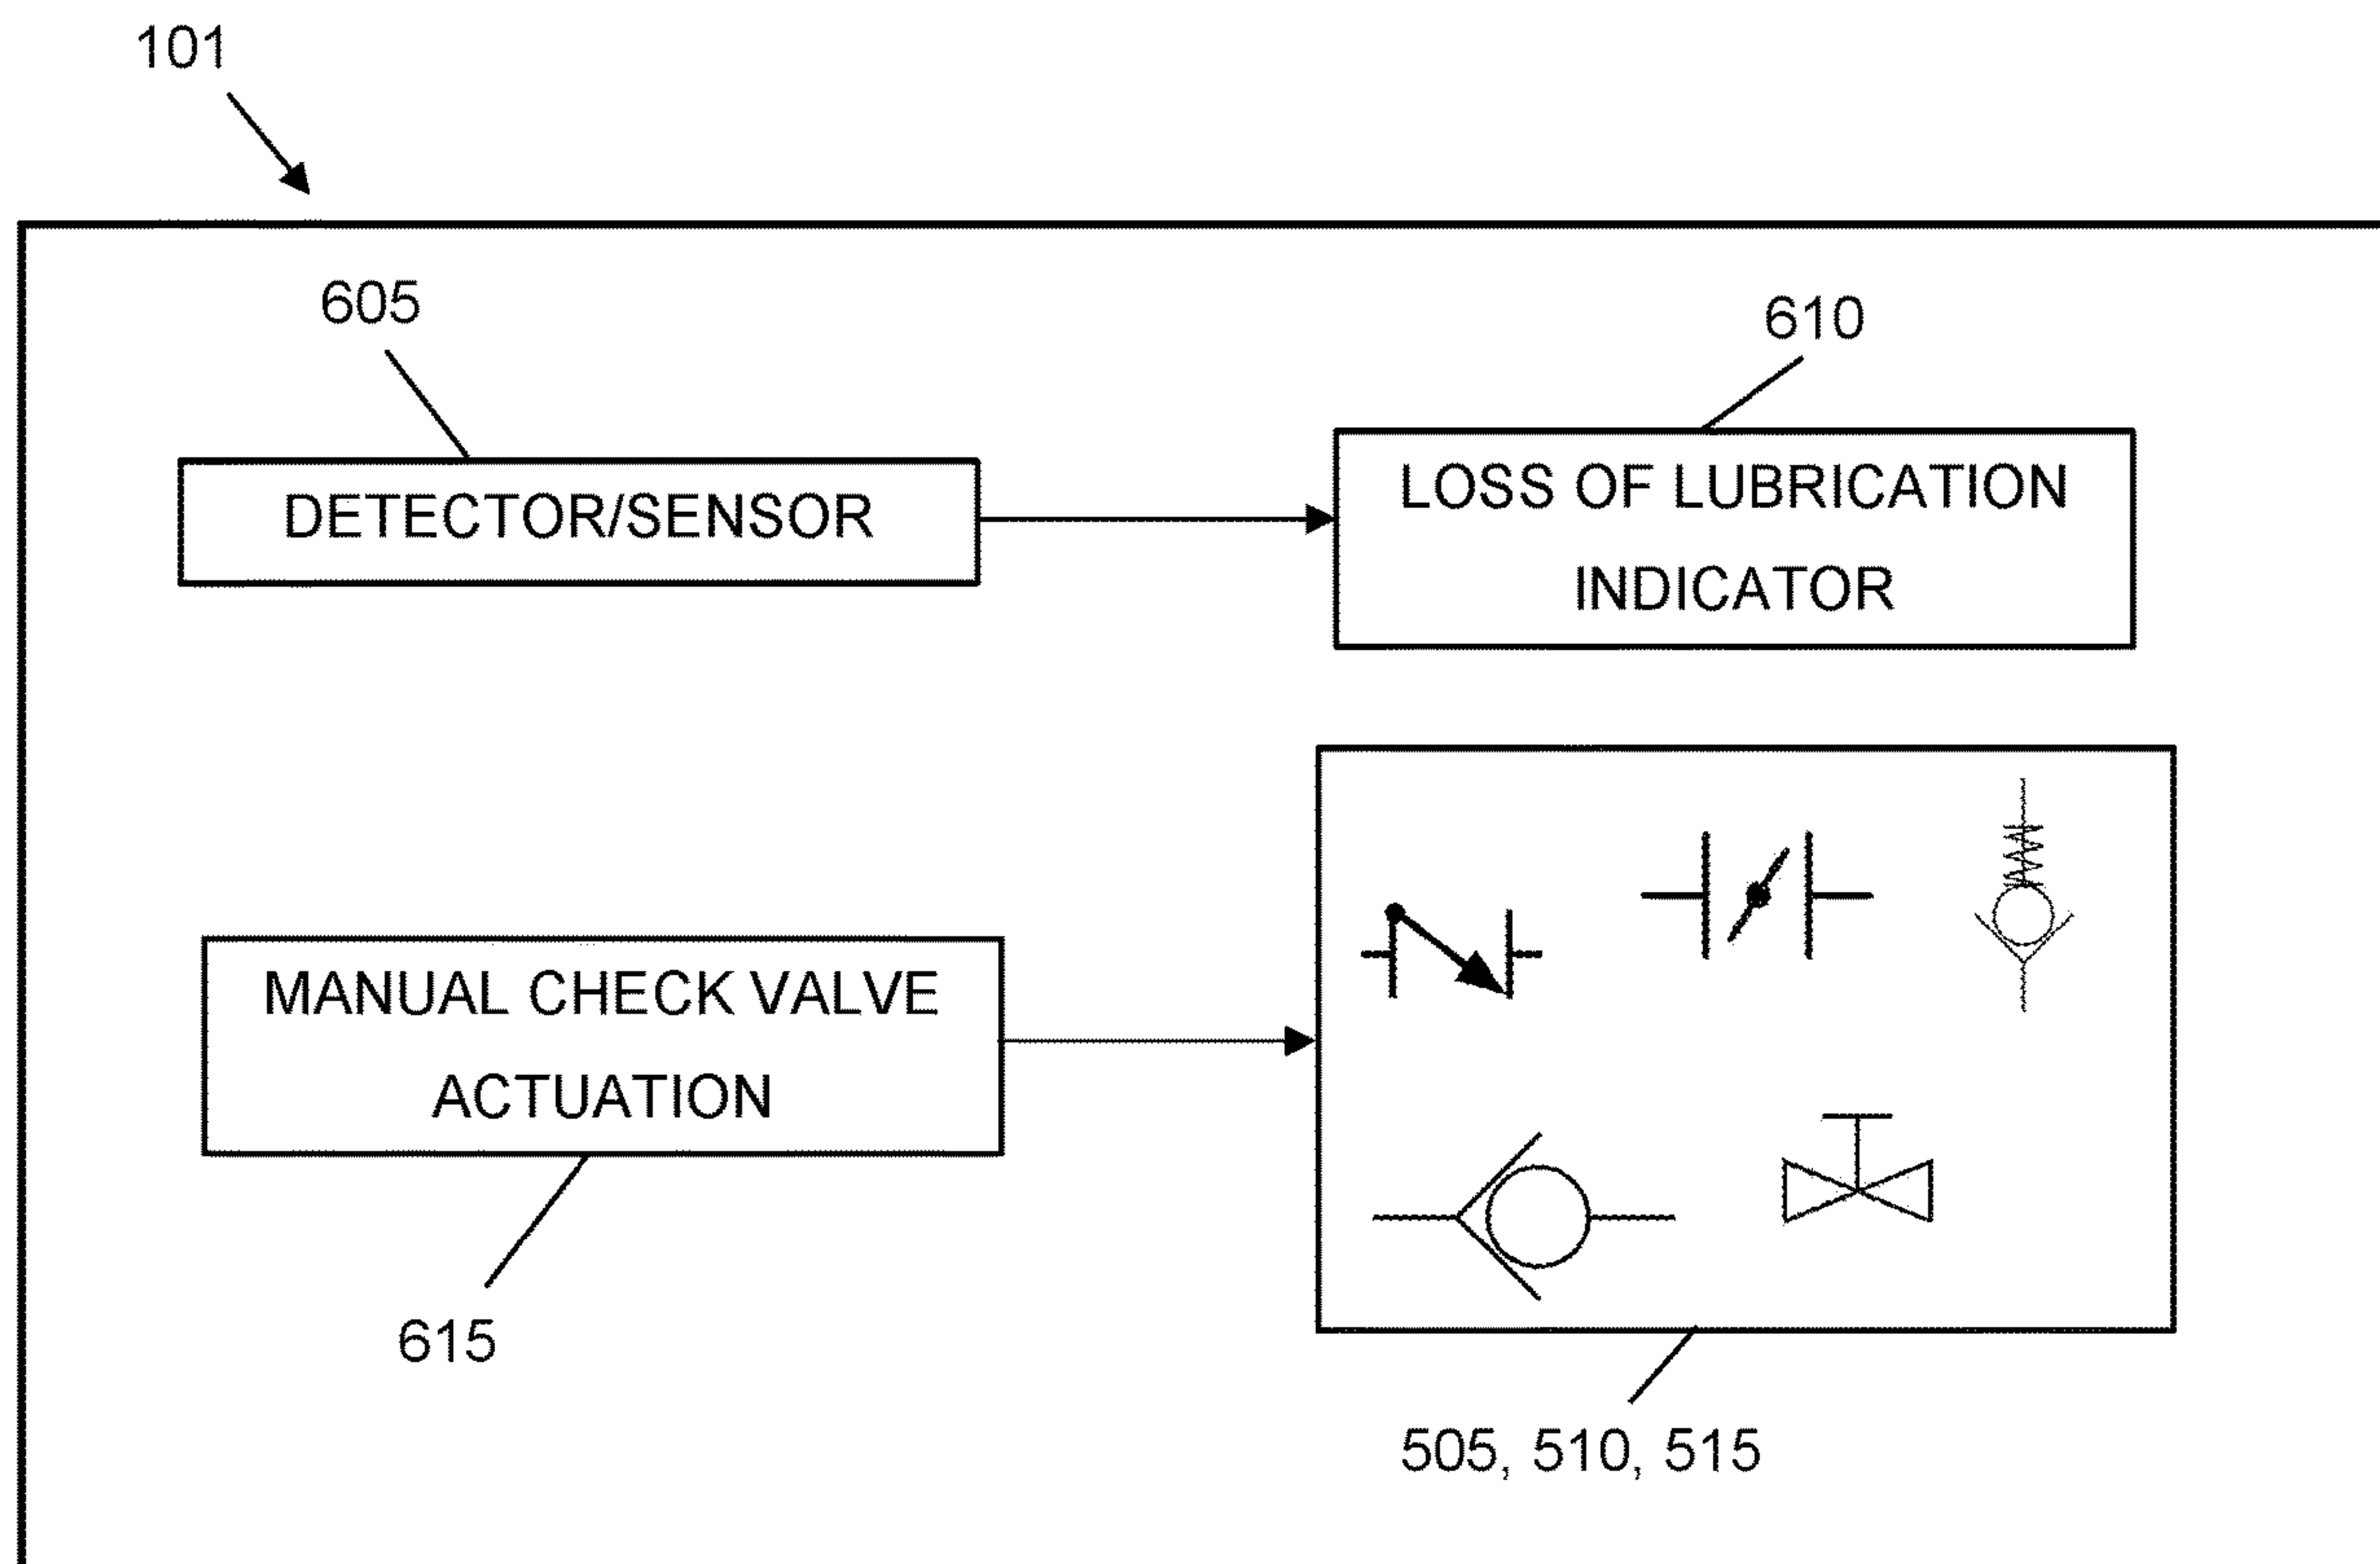 101
605
610
DETECTOR/SENSOR
LOSS OF LUBRICATION
INDICATOR
MANUAL CHECK VALVE
ACTUATION
615
505, 510, 515